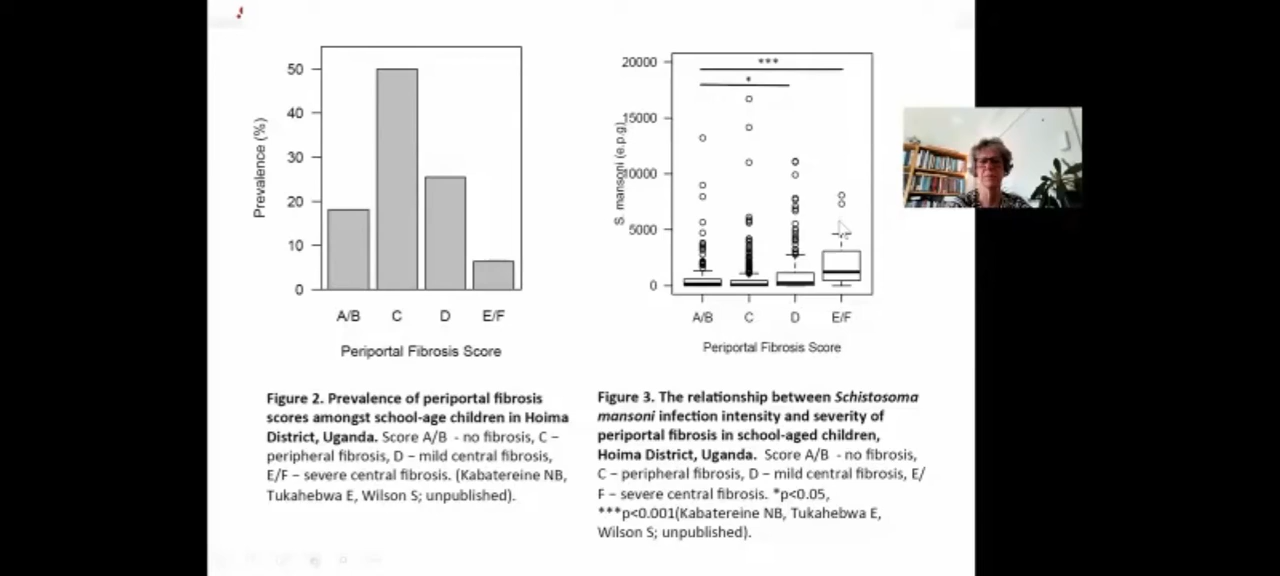 50
40
30
20
10
0
Prevalence (%)
A/B C D E/F
Periportal Fibrosis Score
20000
15000
10000
5000
0
S. mansoni (e.p.g)
***
*
A/B C D E/F
Periportal Fibrosis Score
Figure 2. Prevalence of periportal fibrosis
scores amongst school-age children in Hoima
District, Uganda. Score A/B - no fibrosis, C –
peripheral fibrosis, D – mild central fibrosis,
E/F – severe central fibrosis. (Kabatereine NB,
Tukahebwa E, Wilson S; unpublished).
Figure 3. The relationship between Schistosoma
mansoni infection intensity and severity of
periportal fibrosis in school-aged children,
Hoima District, Uganda. Score A/B - no fibrosis,
C – peripheral fibrosis, D – mild central fibrosis, E/
F – severe central fibrosis. *p<0.05,
***p<0.001(Kabatereine NB, Tukahebwa E,
Wilson S; unpublished).